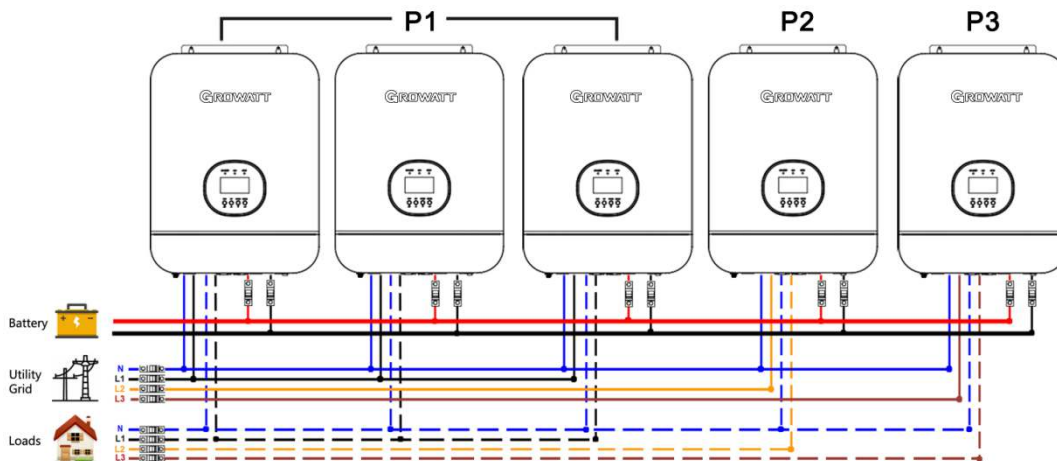 P1 P2 P3
GROWATT GROWATT GROWATT GROWATT GROWATT
Battery
Utility
Grid
N
L1
L2
L3
Loads
N
L1
L2
L3